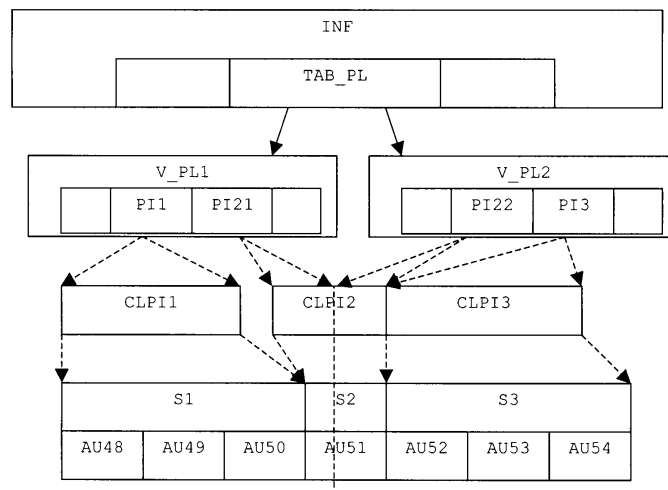 INF
TAB_PL
V_PL1
V_PL2
PI1 PI21
PI22 PI3
CLPI1
CLPI2
CLPI3
S1
S2
S3
AU48 AU49 AU50 AU51 AU52 AU53 AU54